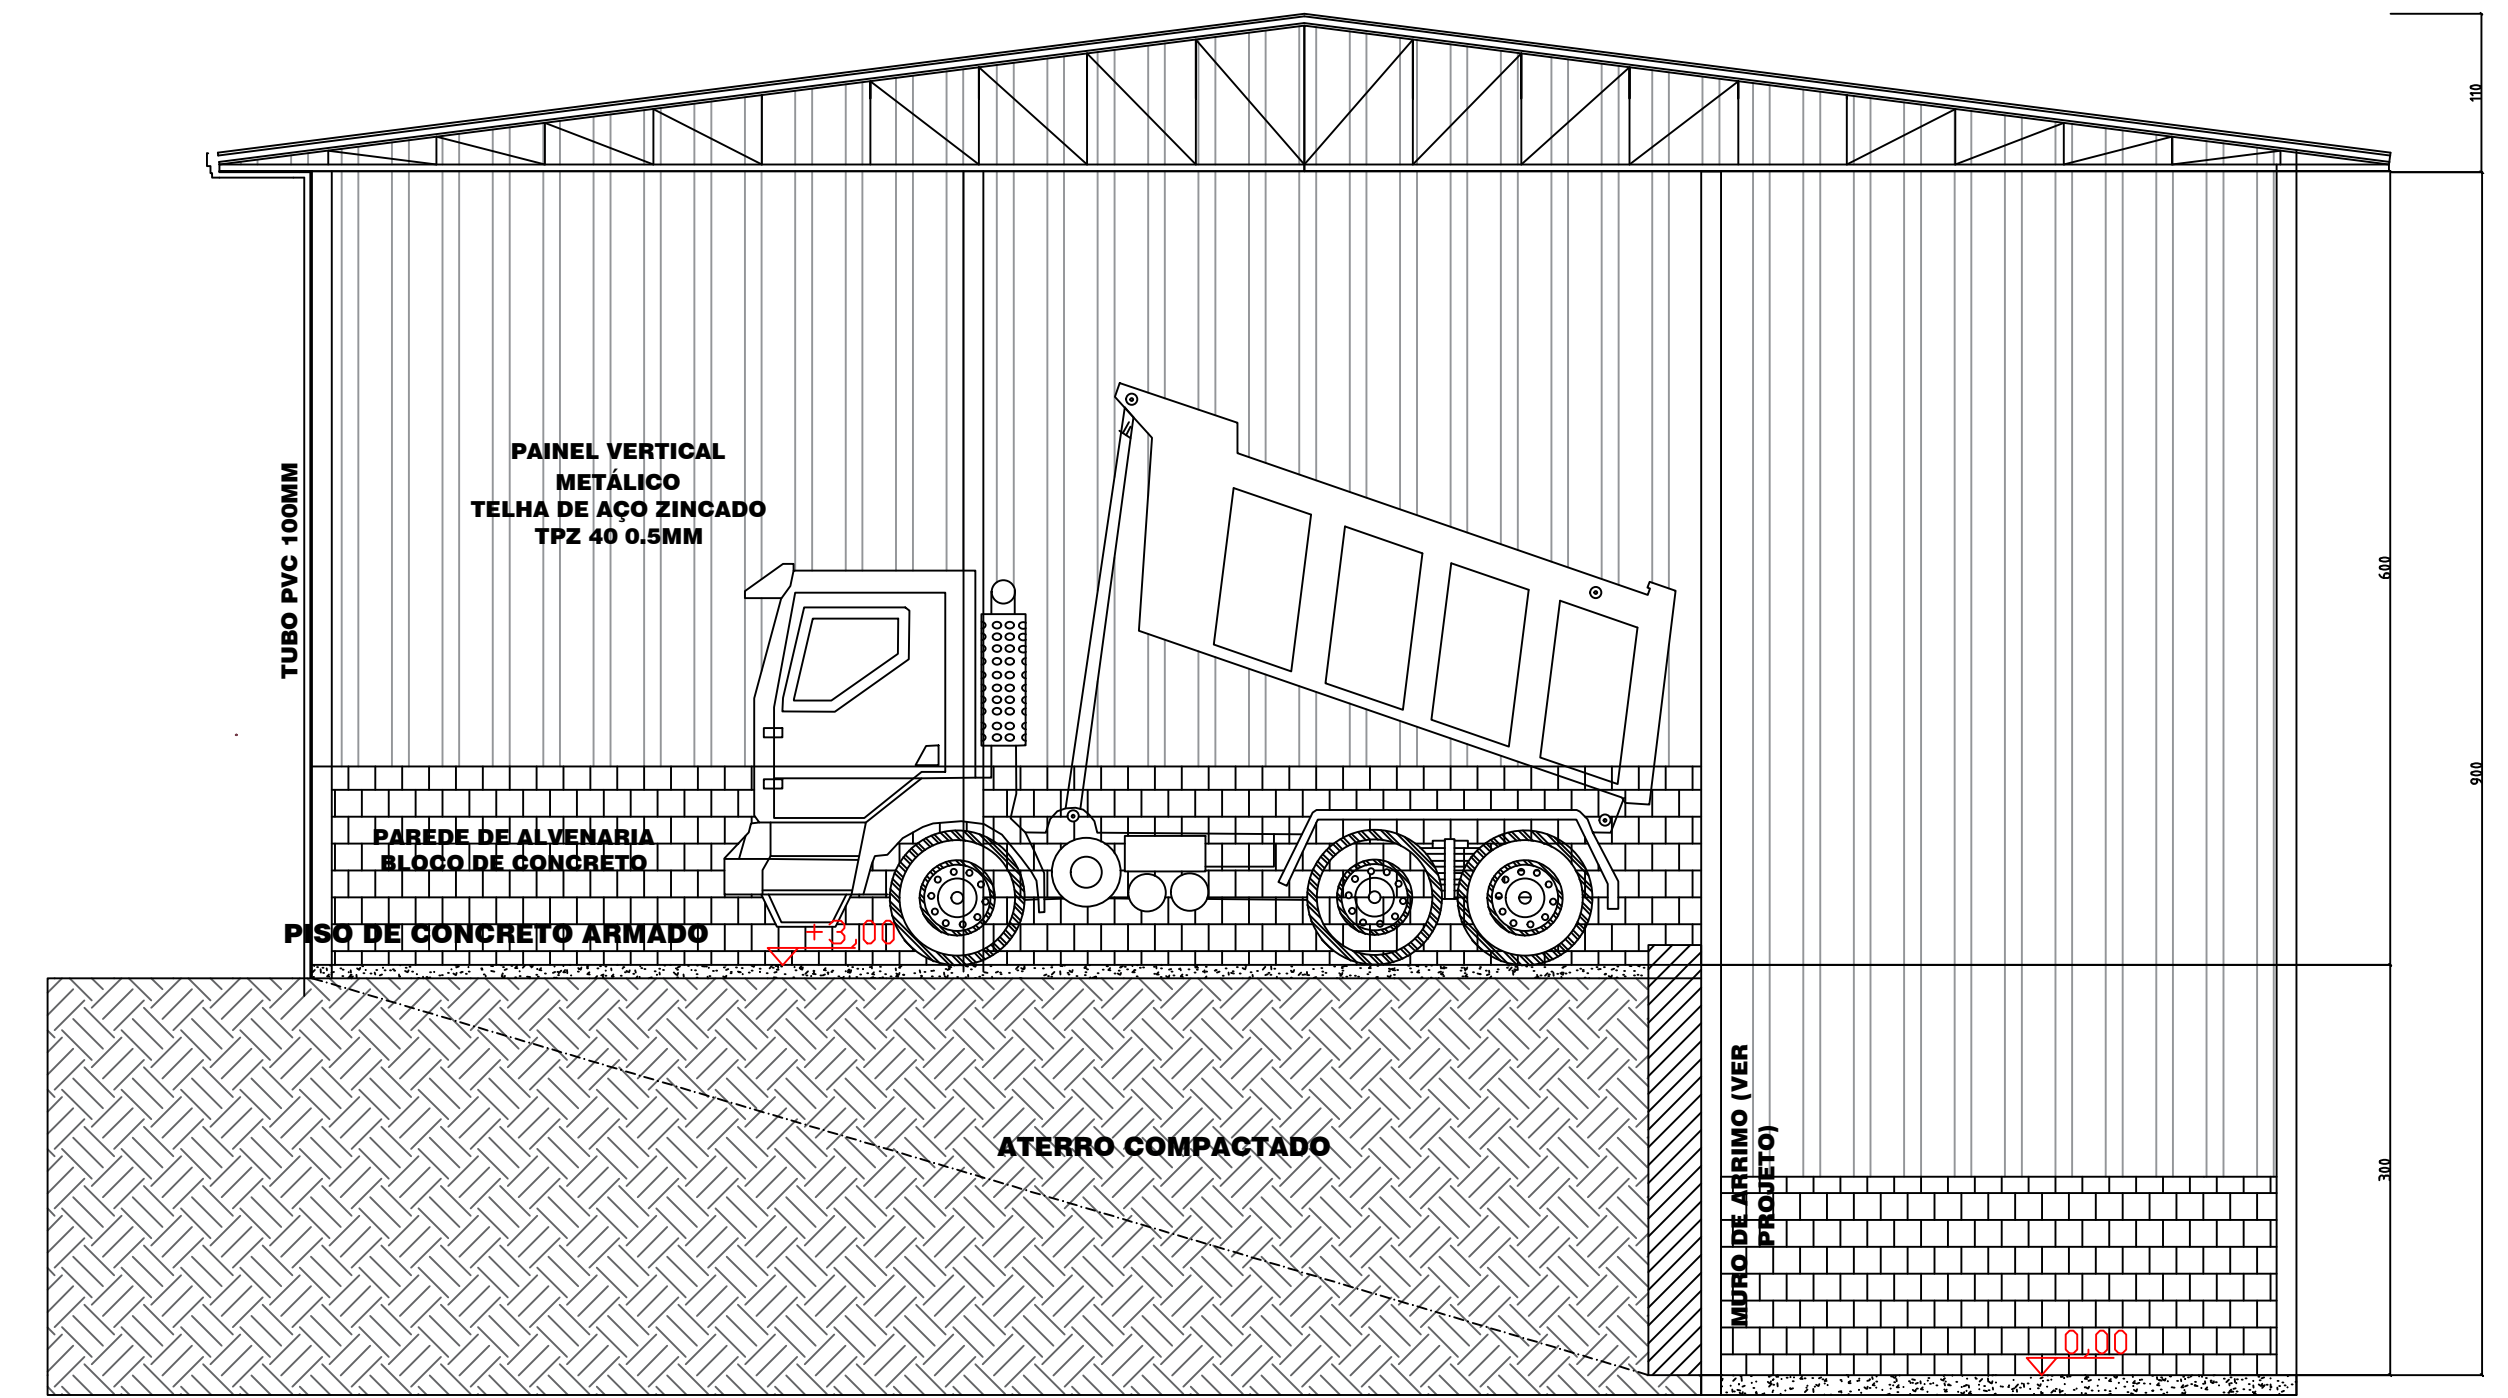 110
PAINEL VERTICAL
METÁLICO
TELHA DE AÇO ZINCADO
TPZ 40 0.5MM
TUBO PVC 100MM
600
900
PAREDE DE ALVENARIA
BLOCO DE CONCRETO
PISO DE CONCRETO ARMADO
+3,00
ATERRO COMPACTADO
MURO DE ARRIMO (VER
PROJETO)
300
0,00